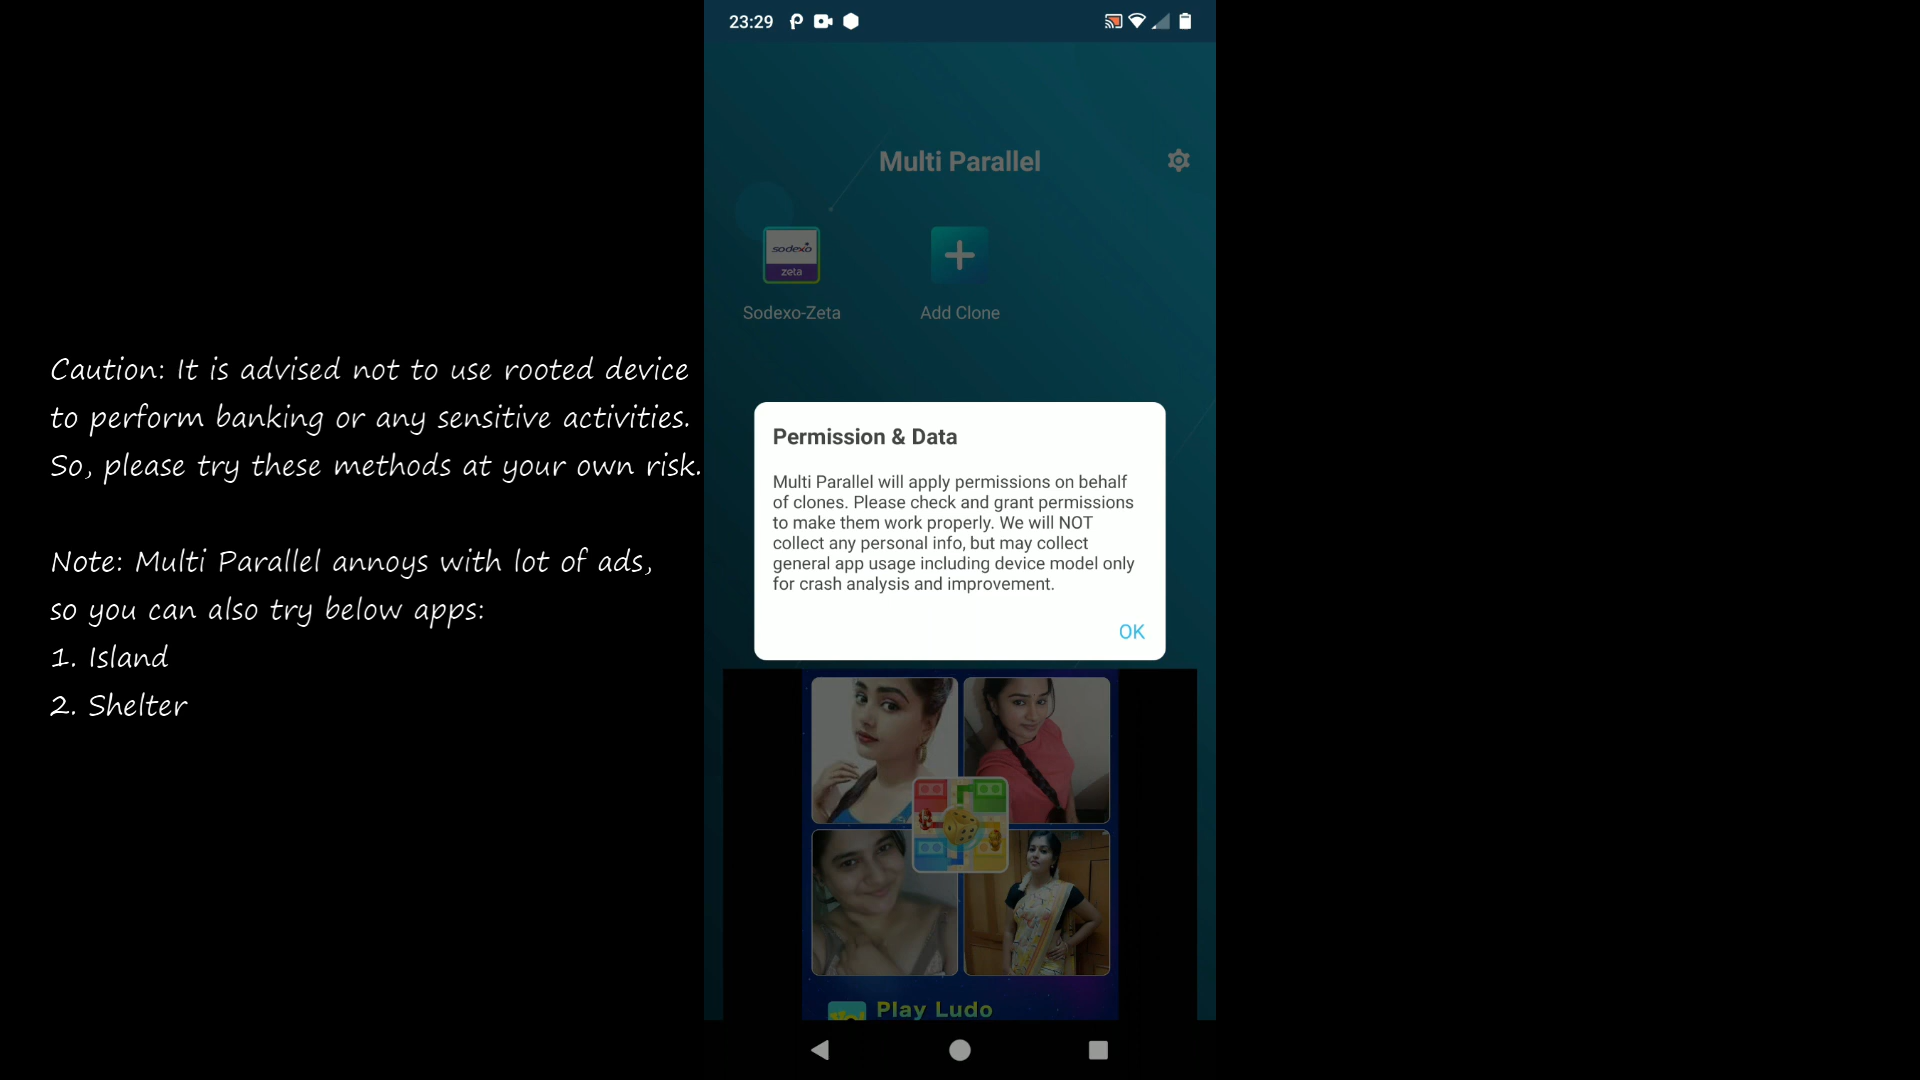 23:29
Multi Parallel
sodexo
zeta
Sodexo-Zeta
Add Clone
Caution: It is advised not to use rooted device
to perform banking or any sensitive activities.
So, please try these methods at your own risk.
Note: Multi Parallel annoys with lot of ads,
so you can also try below apps:
1. Island
2. Shelter
Permission & Data
Multi Parallel will apply permissions on behalf
of clones. Please check and grant permissions
to make them work properly. We will NOT
collect any personal info, but may collect
general app usage including device model only
for crash analysis and improvement.
OK
Play Ludo